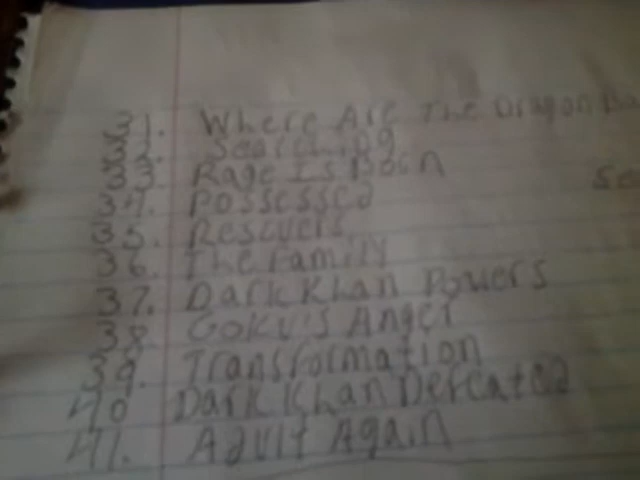 31. Where Are The Dragon Ba
32. Searching
33. Rage Is Born
34. Possessed
35. Rescuers
36. The Family
37. Dark Khan Powers
38 Goku's Anger
39. Transformation
40 Dark Khan Defeated
41. Adult Again